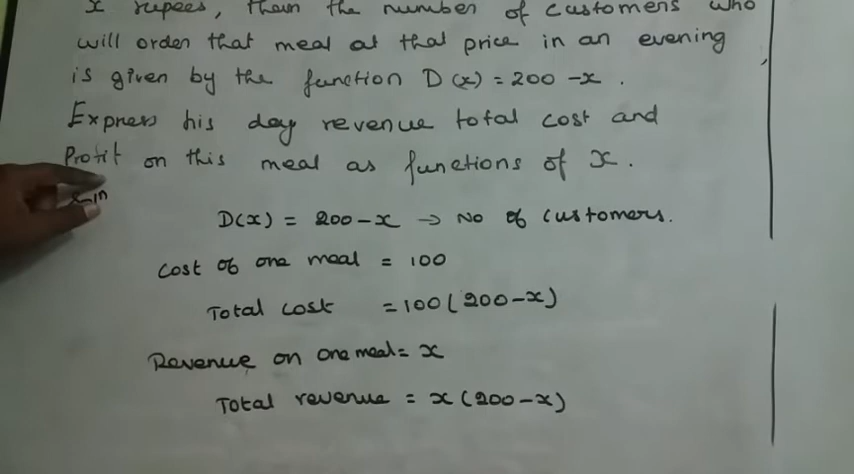 x rupees, then the number of customers who
will order that meal at that price in an evening
is given by the function D(x) = 200 - x .
Express his day revenue total cost and
Profit on this meal as functions of x.
D(x) = 200 - x → No of customers.
Cost of one meal = 100
Total cost = 100(200-x)
Revenue on one meal = x
Total revenue = x(200-x)